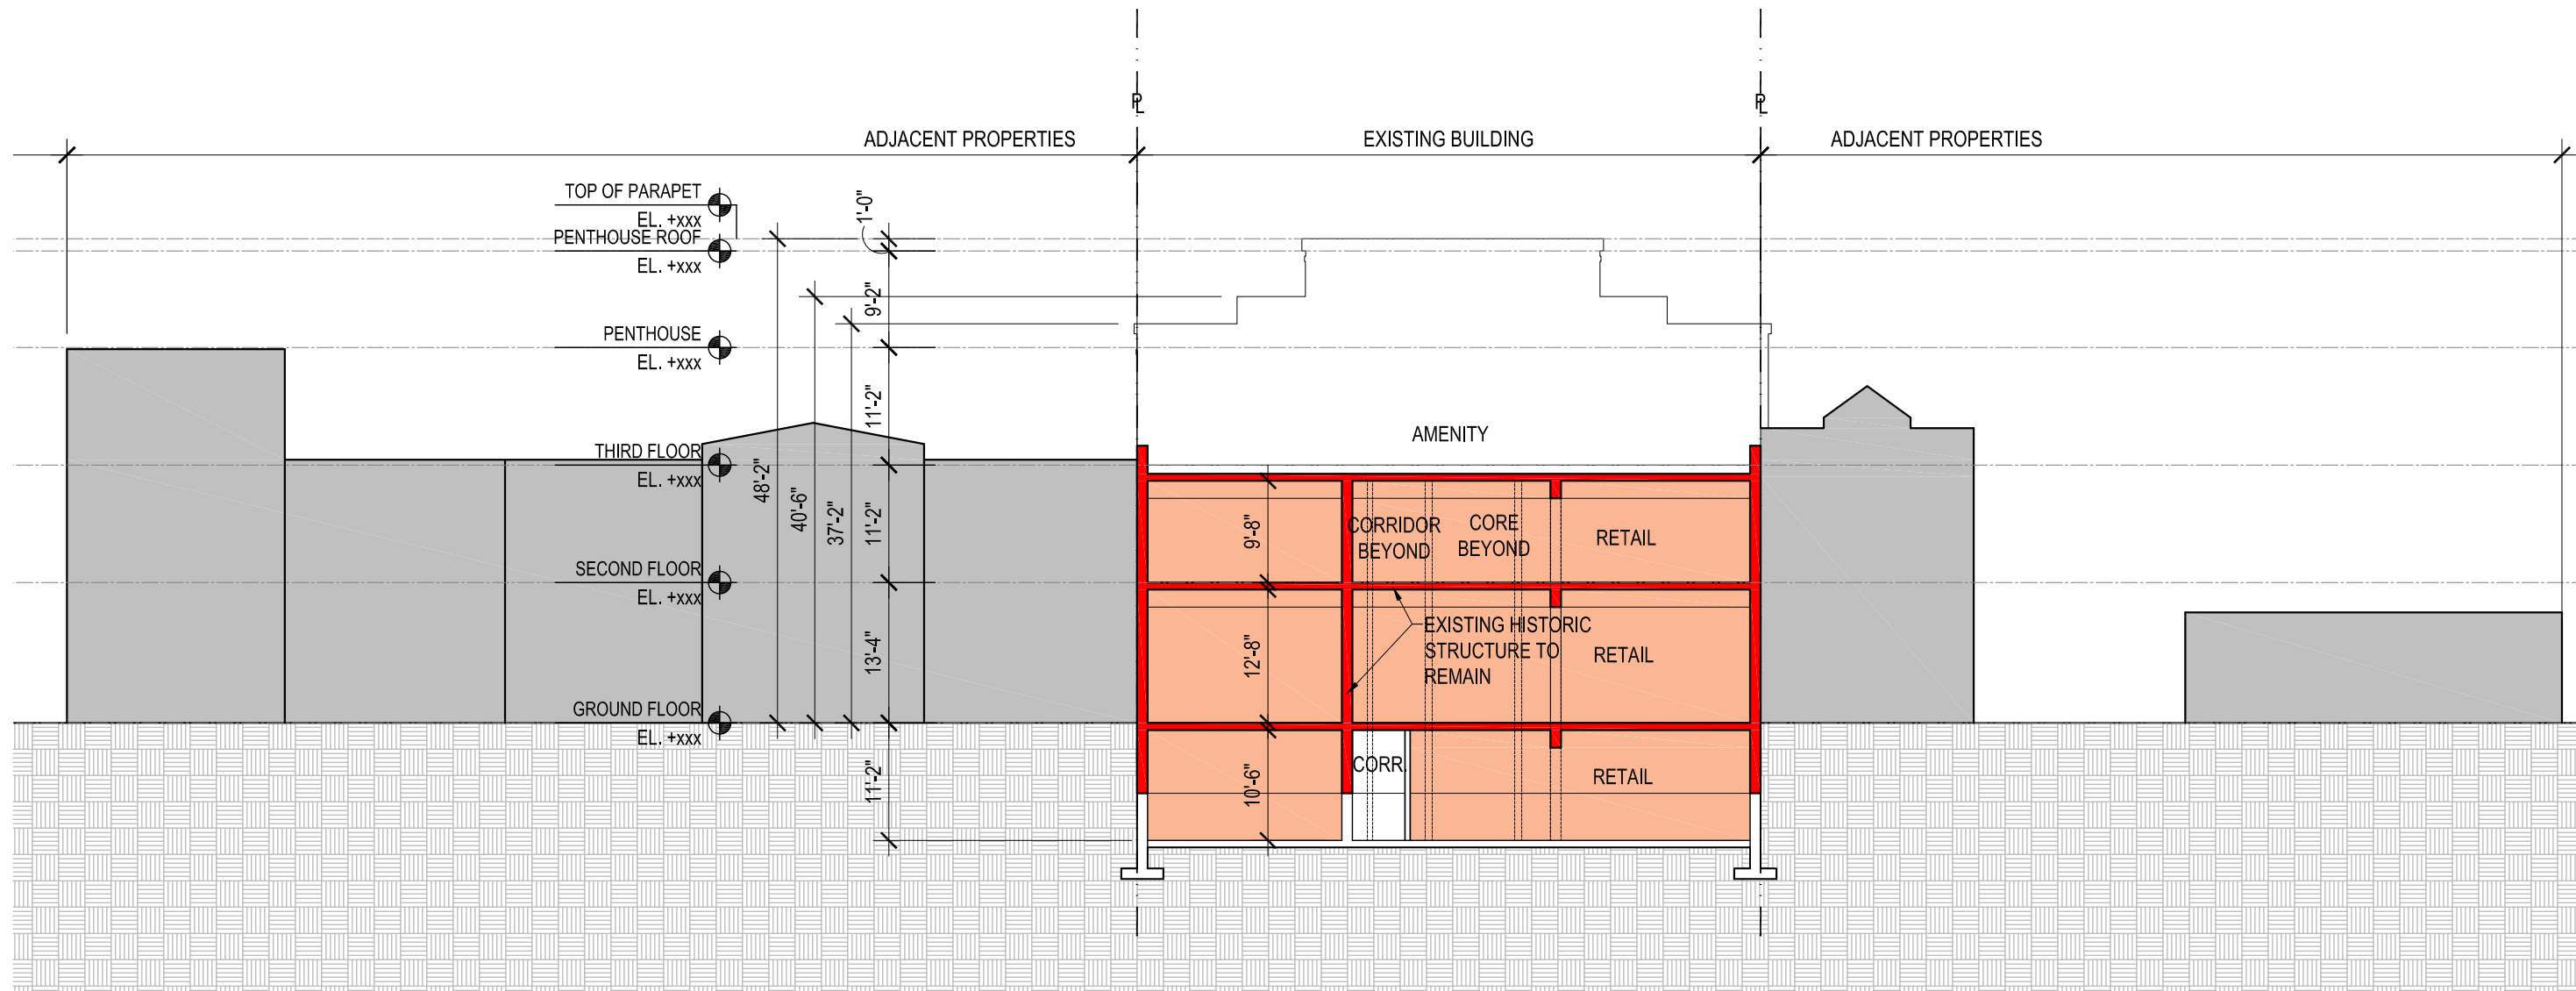 PL
PL
ADJACENT PROPERTIES
EXISTING BUILDING
ADJACENT PROPERTIES
TOP OF PARAPET
EL. +xxx
PENTHOUSE ROOF
EL. +xxx
PENTHOUSE
EL. +xxx
THIRD FLOOR
EL. +xxx
SECOND FLOOR
EL. +xxx
GROUND FLOOR
EL. +xxx
48'-2"
40'-6"
37'-2"
1'-0"
9'-2"
11'-2"
11'-2"
13'-4"
11'-2"
AMENITY
9'-8"
CORRIDOR
BEYOND
CORE
BEYOND
RETAIL
12'-8"
EXISTING HISTORIC
STRUCTURE TO
REMAIN
RETAIL
10'-6"
CORR.
RETAIL